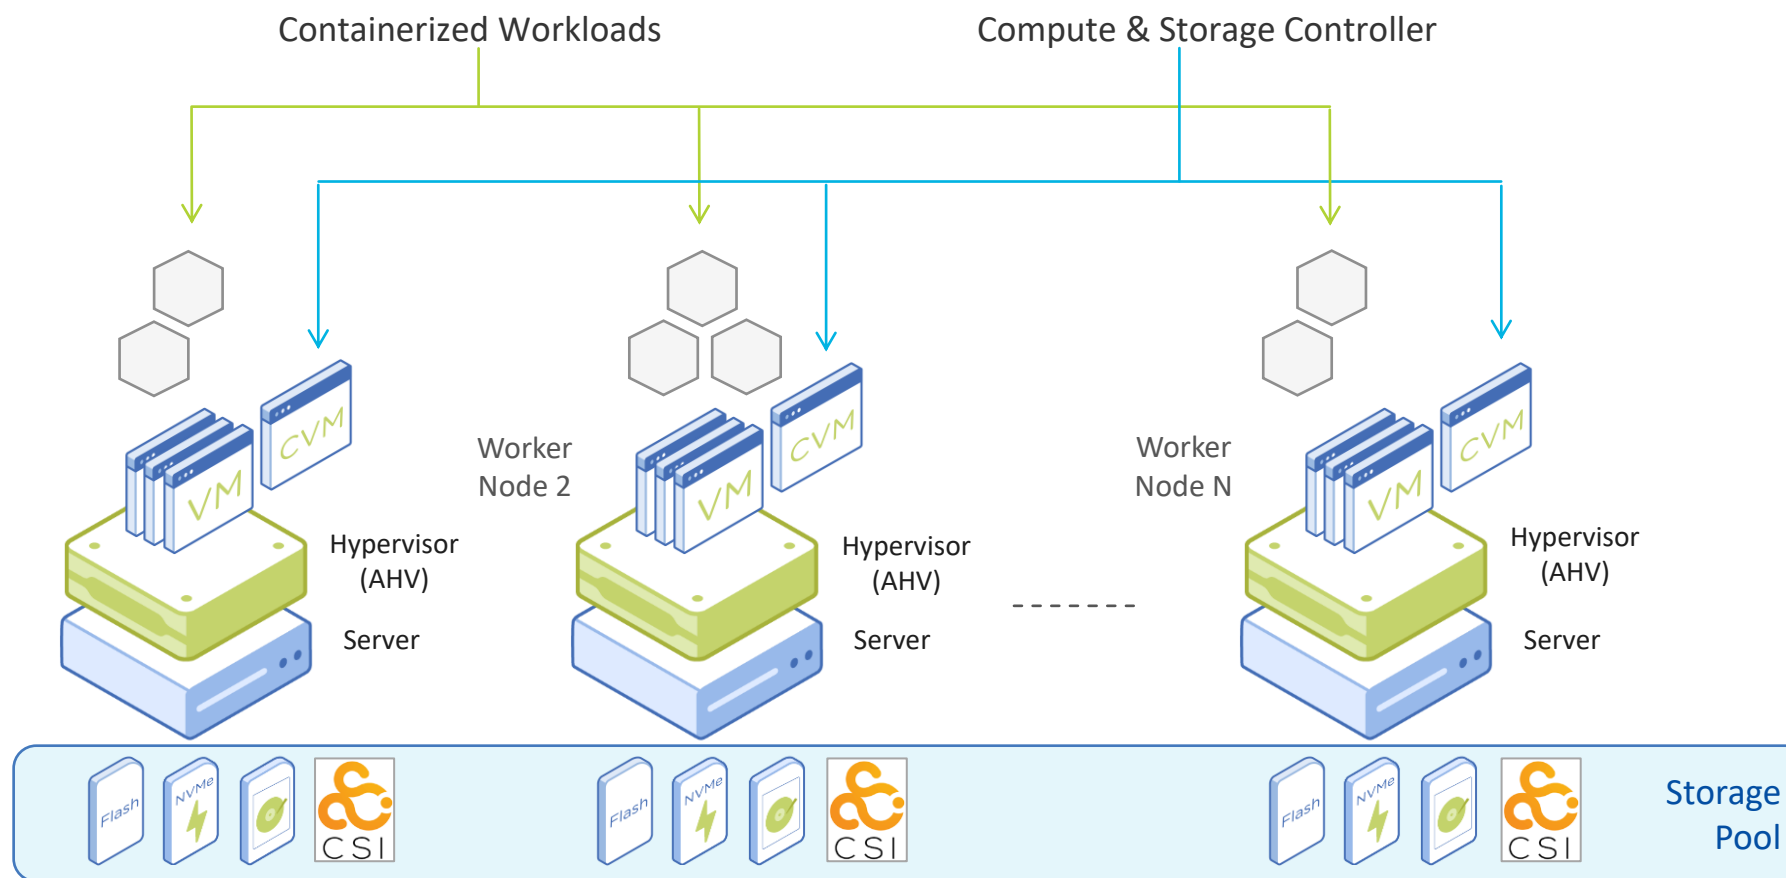 Containerized Workloads
Compute & Storage Controller
CVM
VM
Hypervisor
(AHV)
Server
Worker
Node 2
CVM
VM
Hypervisor
(AHV)
Server
Worker
Node N
CVM
VM
Hypervisor
(AHV)
Server
Flash
NVMe
CSI
Flash
NVMe
CSI
Flash
NVMe
CSI
Storage
Pool